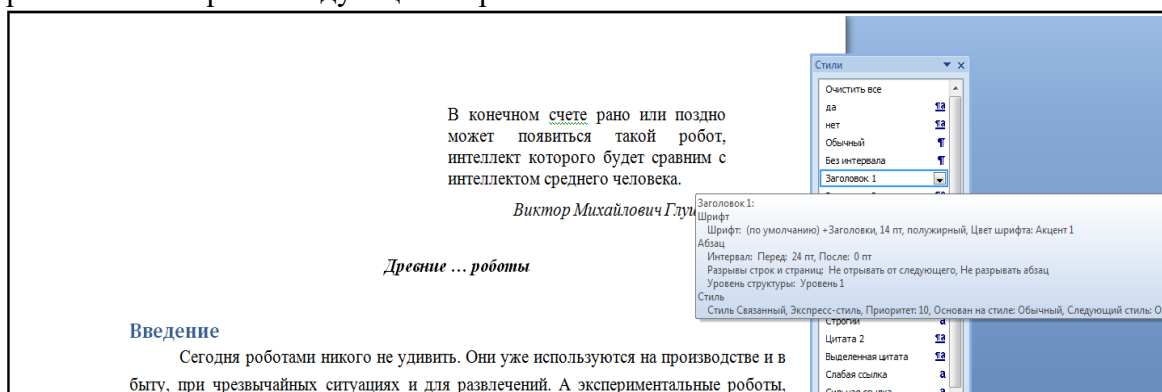 В конечном счете рано или поздно
может появиться такой робот,
интеллект которого будет сравним с
интеллектом среднего человека.
Виктор Михайлович Глу
Древние … роботы
Введение
Сегодня роботами никого не удивить. Они уже используются на производстве и в
быту, при чрезвычайных ситуациях и для развлечений. А экспериментальные роботы,
Стили
Очистить все
да
нет
Обычный
Без интервала
Заголовок 1
Заголовок 1:
Шрифт
Шрифт: (по умолчанию) +Заголовки, 14 пт, полужирный, Цвет шрифта: Акцент 1
Абзац
Интервал: Перед: 24 пт, После: 0 пт
Разрывы строк и страниц: Не отрывать от следующего, Не разрывать абзац
Уровень структуры: Уровень 1
Стиль
Стиль Связанный, Экспресс-стиль, Приоритет: 10, Основан на стиле: Обычный, Следующий стиль: О
Строгий
Цитата 2
Выделенная цитата
Слабая ссылка